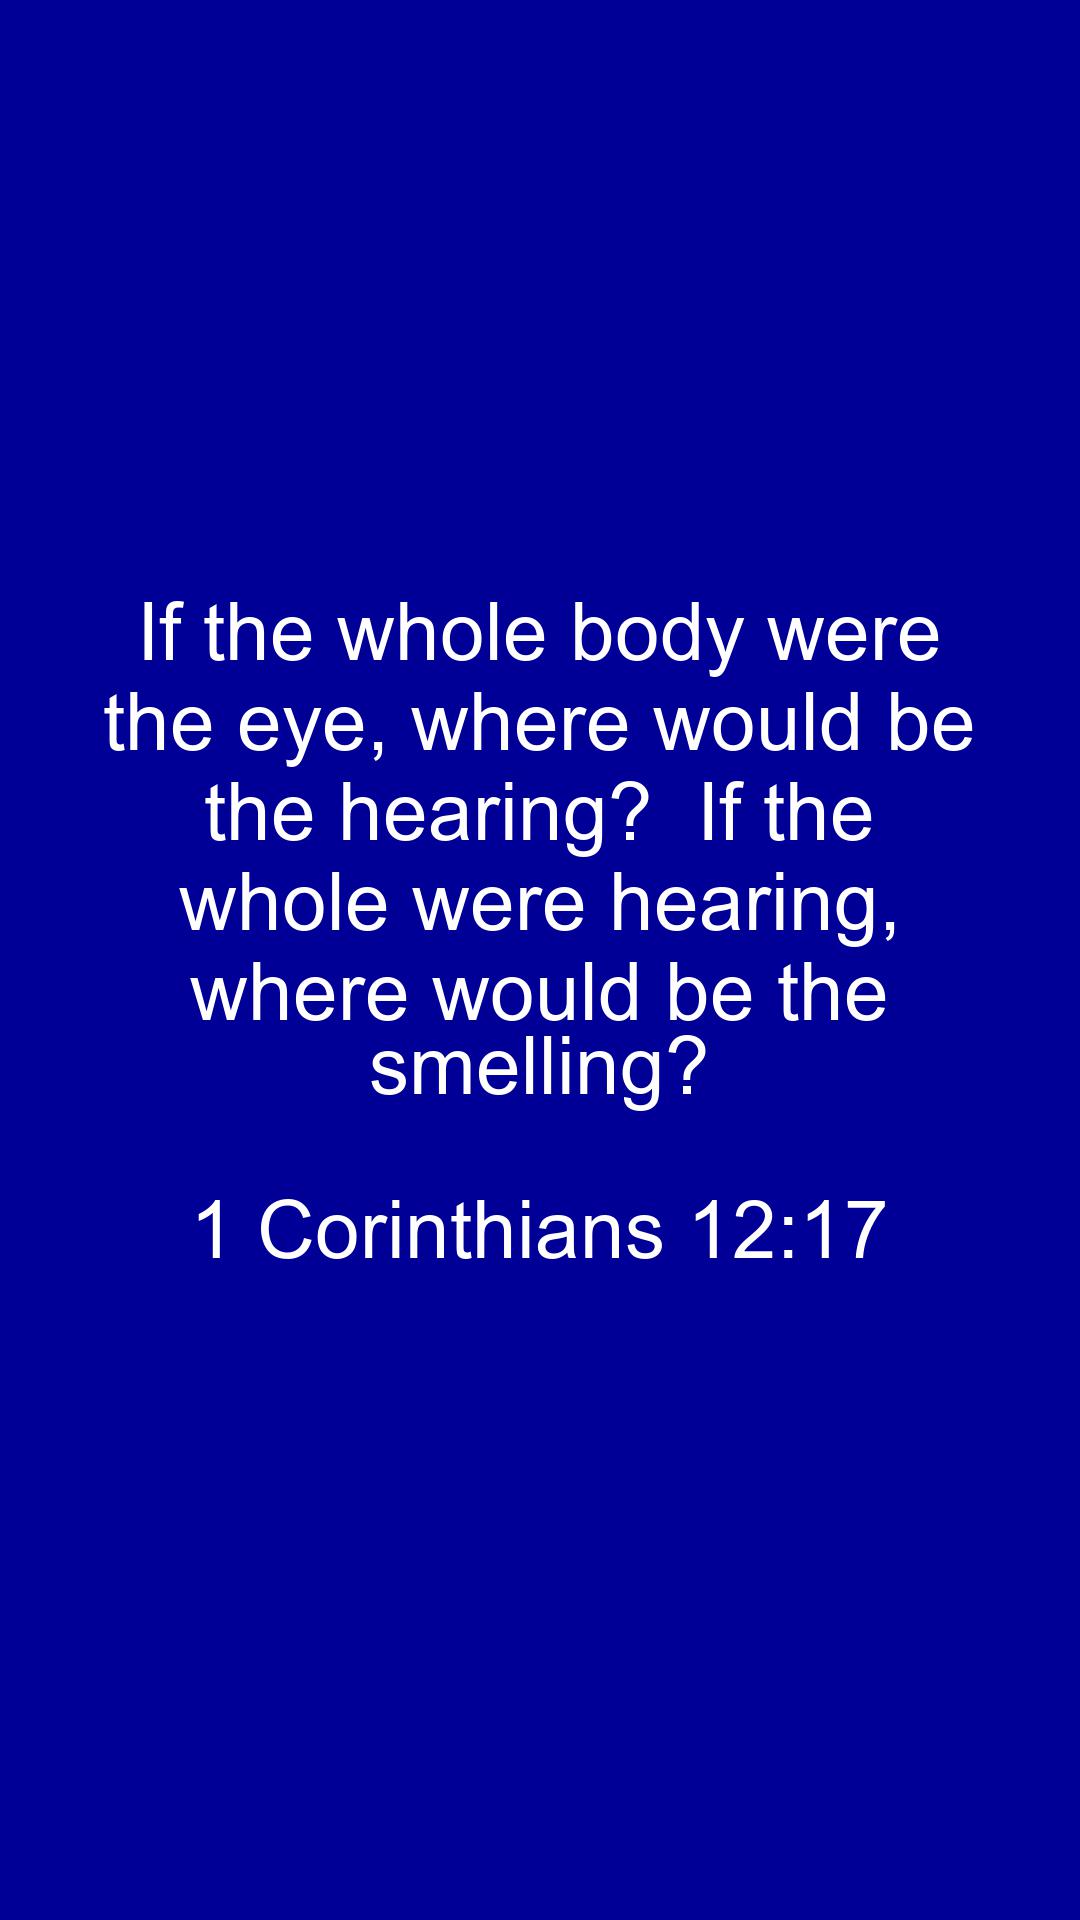 If the whole body were
the eye, where would be
the hearing?  If the
whole were hearing,
where would be the
smelling?
1 Corinthians 12:17